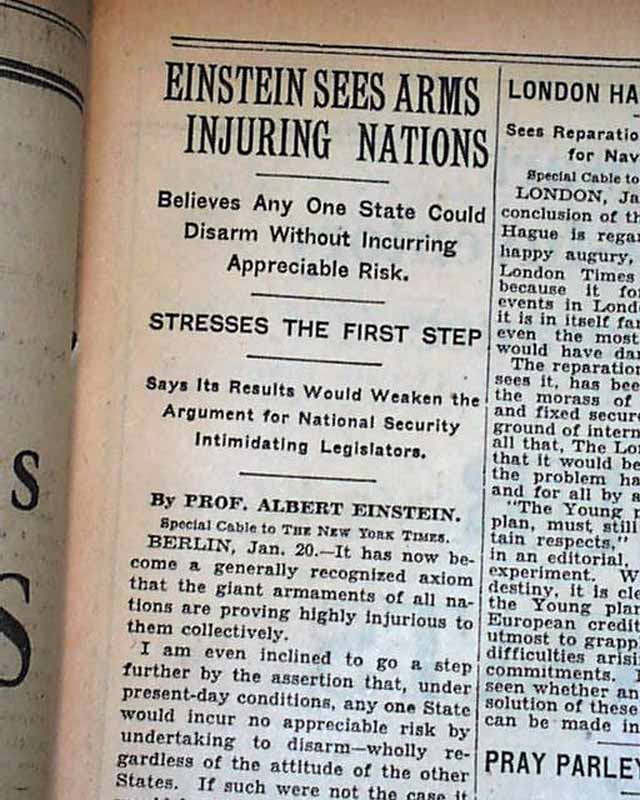 EINSTEIN SEES ARMS
INJURING NATIONS
Believes Any One State Could
Disarm Without Incurring
Appreciable Risk.
STRESSES THE FIRST STEP
Says Its Results Would Weaken the
Argument for National Security
Intimidating Legislators.
By PROF. ALBERT EINSTEIN.
Special Cable to THE NEW YORK TIMES.
BERLIN, Jan. 20.—It has now be-
come a generally recognized axiom
that the giant armaments of all na-
tions are proving highly injurious to
them collectively.
I am even inclined to go a step
further by the assertion that, under
present-day conditions, any one State
would incur no appreciable risk by
undertaking to disarm—wholly re-
gardless of the attitude of the other
States. If such were not the case it
LONDON HA
Sees Reparatio
for Nav
Special Cable to
LONDON, Ja
conclusion of th
Hague is regar
happy augury,
London Times
because it fo
events in Lond
it is in itself fa
even the most
would have da
The reparation
sees it, has bee
the morass of
and fixed secure
ground of intern
all that, The Lo
that it would be
the problem ha
and for all by a
"The Young p
plan, must still
tain respects,"
in an editorial,
experiment. W
destiny, it is cle
the Young plan
European credit
utmost to grapp
difficulties arisi
commitments. I
seen whether an
solution of these
can be made in
PRAY PARLEY
S
S